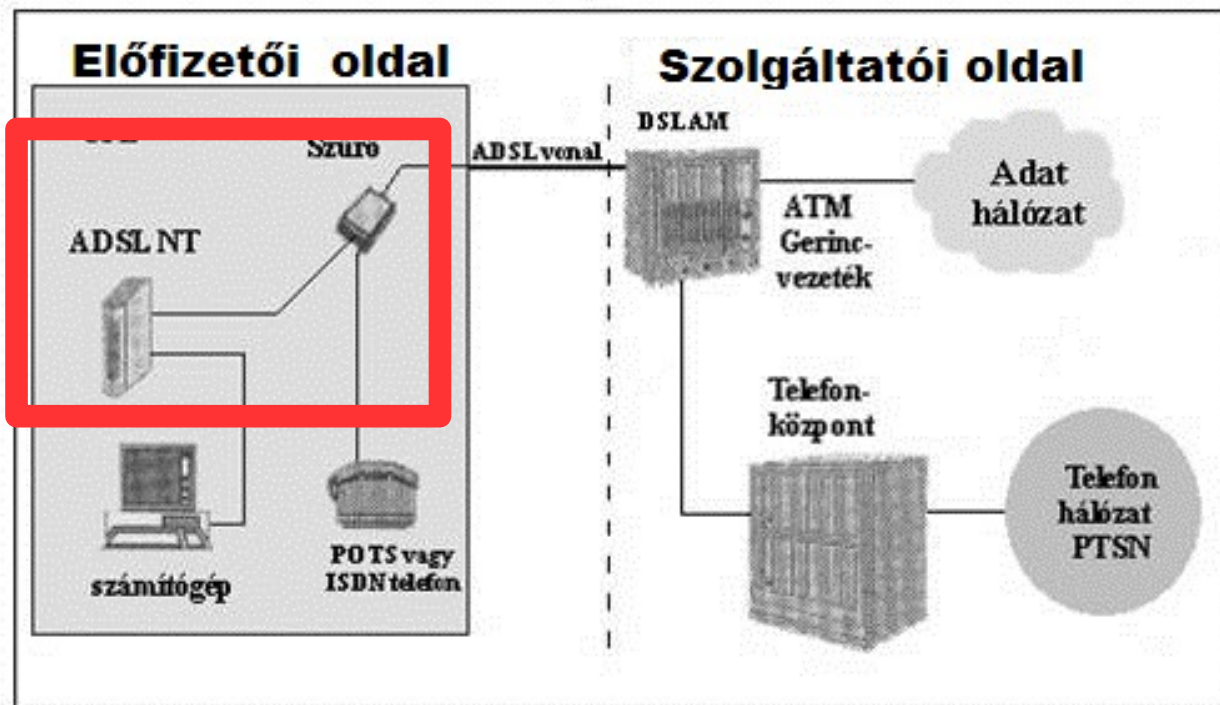 Előfizetői oldal
Szolgáltatói oldal
Szűrő
ADSL NT
számítógép
POTS vagy
ISDN telefon
ADSL vonal
DSLAM
ATM
Gerinc-
vezeték
Adat
hálózat
Telefon-
központ
Telefon
hálózat
PTSN